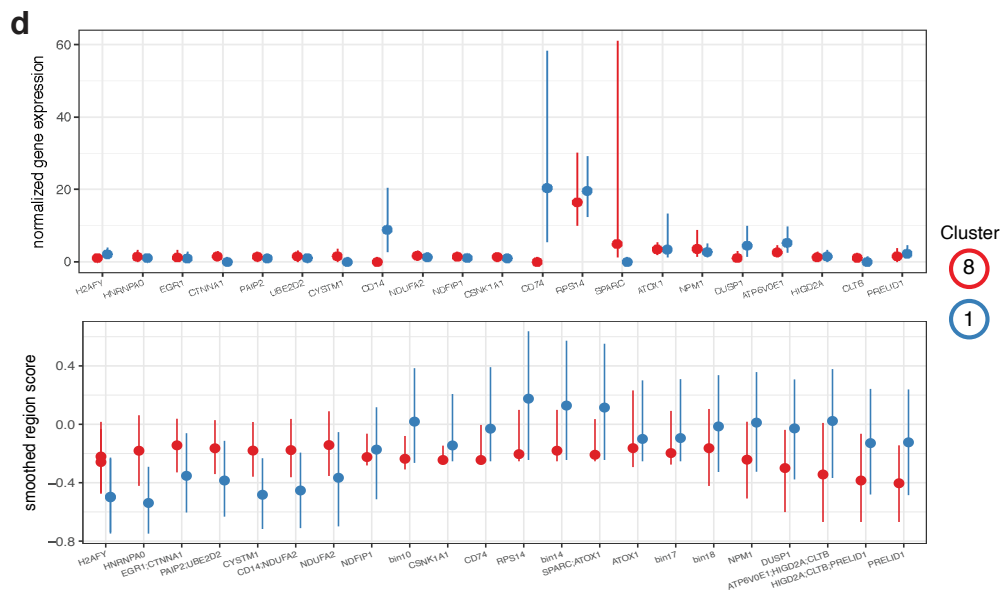 d
normalized gene expression
60
40
20
0
H2AFY HNRNPA0 EGR1 CTNNA1 PAIP2 UBE2D2 CYSTM1 CD14 NDUFA2 NDFIP1 CSNK1A1 CD74 RPS14 SPARC ATOX1 NPM1 DUSP1 ATP6V0E1 HIGD2A CLTB PRELID1
Cluster
8
1
smoothed region score
0.4
0.0
−0.4
−0.8
H2AFY HNRNPA0 EGR1;CTNNA1 PAIP2;UBE2D2 CYSTM1 CD14;NDUFA2 NDUFA2 NDFIP1 bin10 CSNK1A1 CD74 RPS14 bin14 SPARC;ATOX1 ATOX1 bin17 bin18 NPM1 DUSP1 ATP6V0E1;HIGD2A;CLTB HIGD2A;CLTB;PRELID1 PRELID1